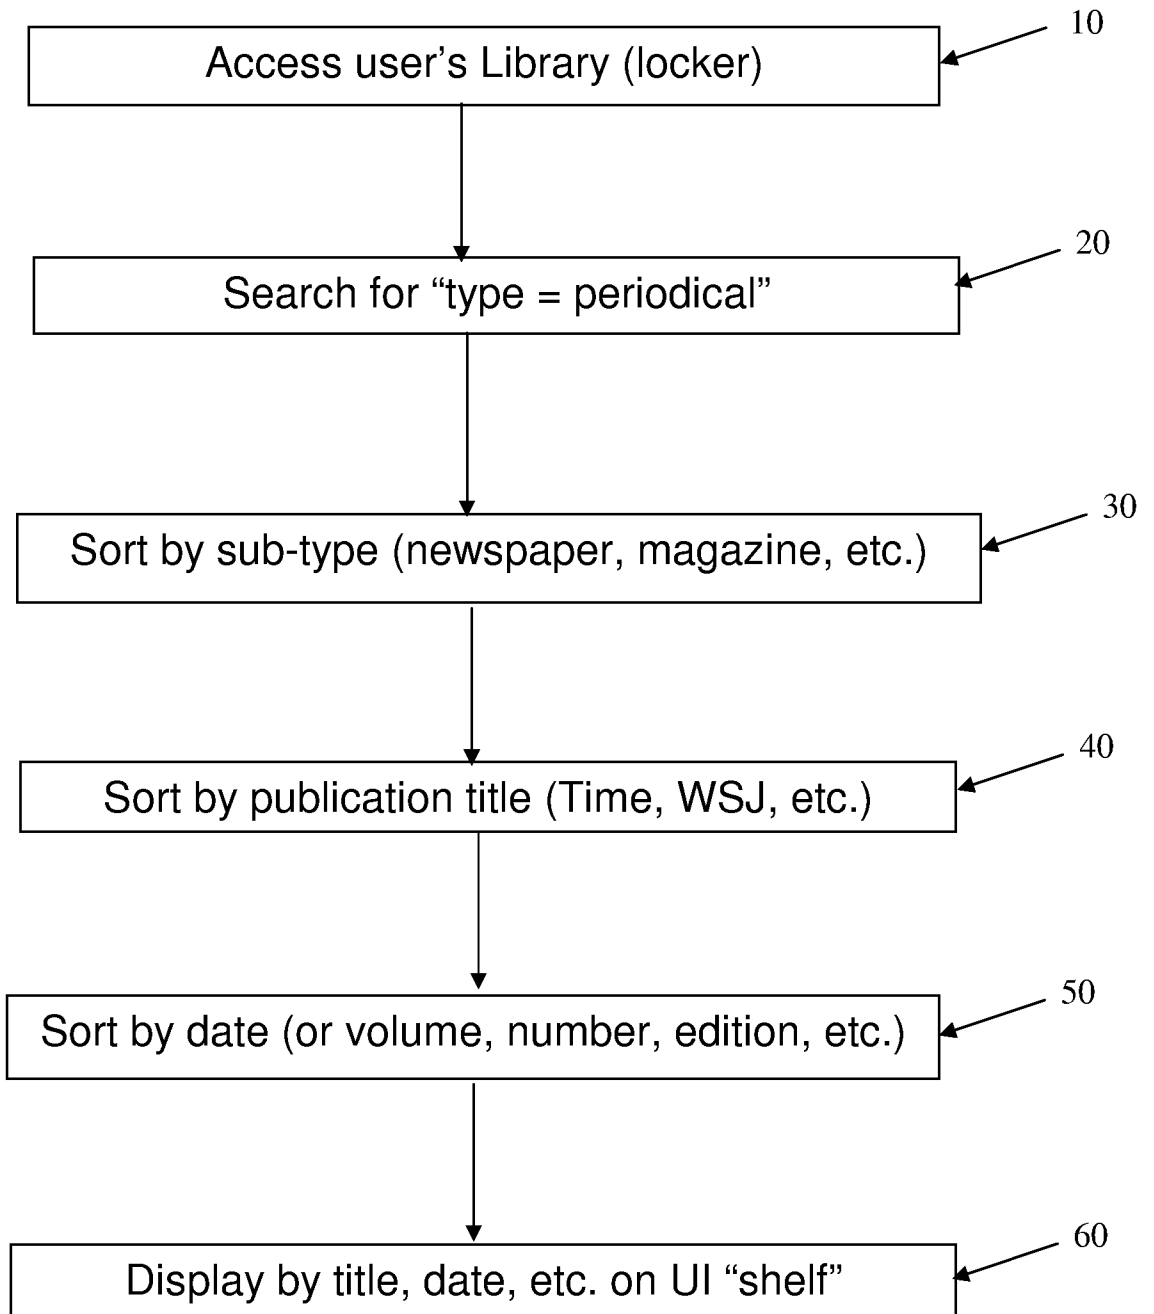 10
Access user's Library (locker)
20
Search for “type = periodical”
30
Sort by sub-type (newspaper, magazine, etc.)
40
Sort by publication title (Time, WSJ, etc.)
50
Sort by date (or volume, number, edition, etc.)
60
Display by title, date, etc. on UI “shelf”